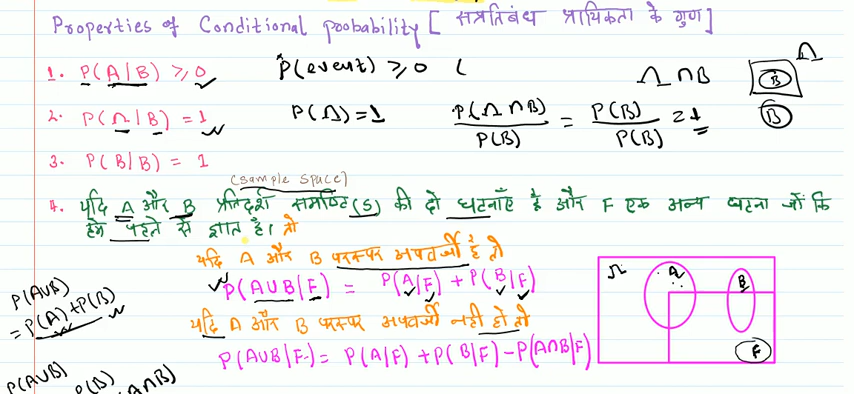 Properties of Conditional probability [ सप्रतिबंध प्रायिकता के गुण ]
1. P(A|B) ≥ 0
P(event) ≥ 0 (
Ω ∩ B
Ω
B
2. P(Ω|B) = 1
P(Ω) = 1
P(Ω ∩ B) / P(B) = P(B) / P(B) = 1
B
3. P(B|B) = 1
(Sample Space)
4. यदि A और B प्रतिदर्श समष्टि (S) की दो घटनाएँ है और F एक अन्य घटना जो कि
हमे पहले से ज्ञात है। तो
यदि A और B परस्पर अपवर्जी है तो
P(A∪B|F) = P(A|F) + P(B|F)
यदि A और B परस्पर अपवर्जी नही हो तो
P(A∪B|F) = P(A|F) + P(B|F) - P(A∩B|F)
P(A∪B)
= P(A) + P(B)
P(A∪B)
P(B)
(A∩B)
Ω
A
B
F